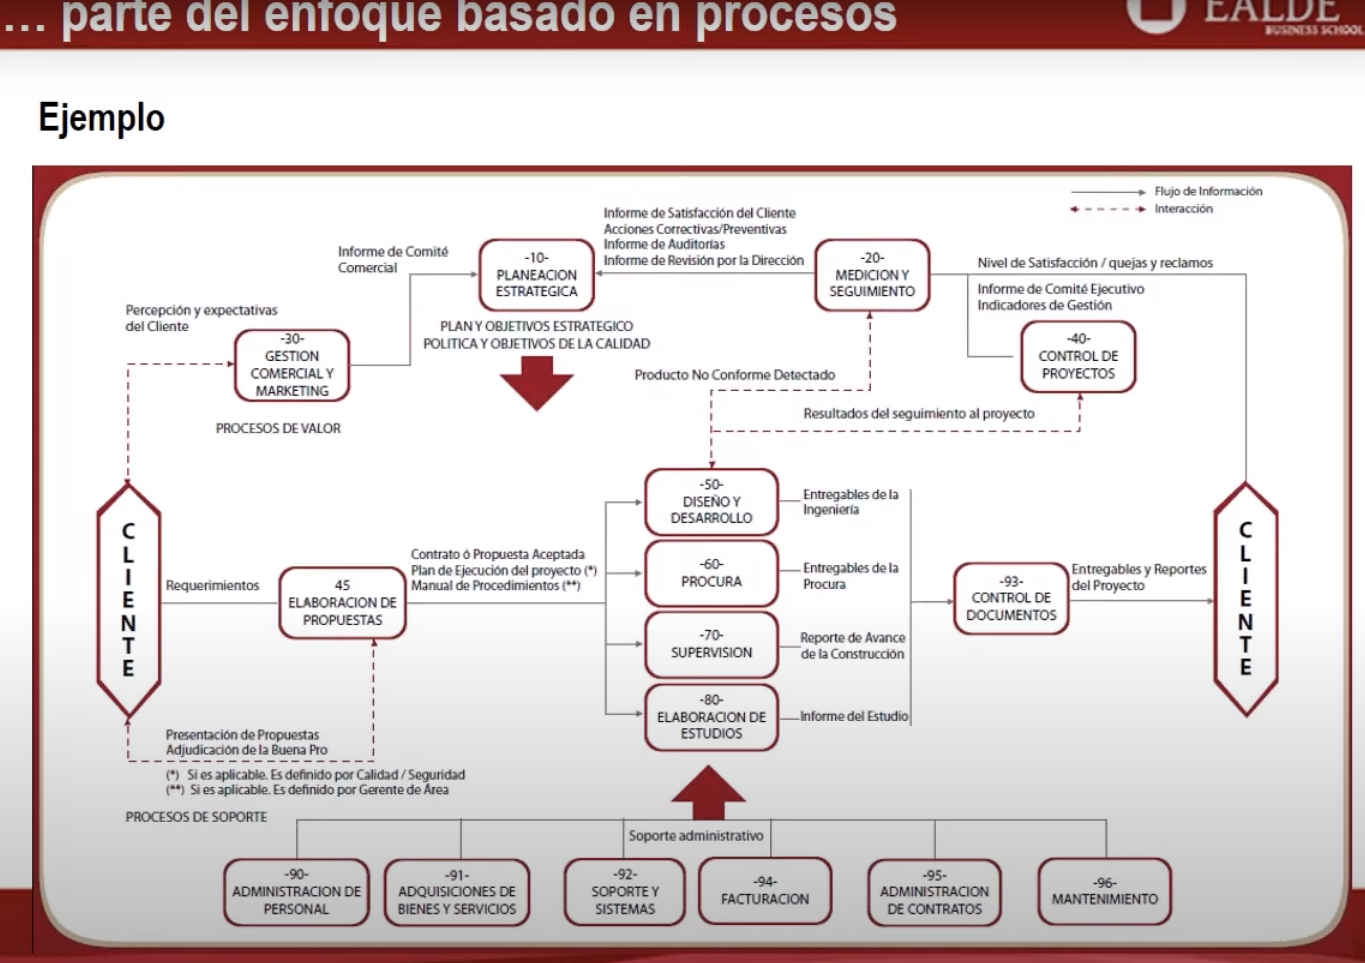 ... parte del enfoque basado en procesos
EALDE
BUSINESS SCHOOL
Ejemplo
Flujo de Información
Interacción
Informe de Satisfacción del Cliente
Acciones Correctivas/Preventivas
Informe de Auditorías
Informe de Revisión por la Dirección
Informe de Comité
Comercial
-10-
PLANEACION
ESTRATEGICA
-20-
MEDICION Y
SEGUIMIENTO
Nivel de Satisfacción / quejas y reclamos
Informe de Comité Ejecutivo
Indicadores de Gestión
Percepción y expectativas
del Cliente
-30-
GESTION
COMERCIAL Y
MARKETING
PLAN Y OBJETIVOS ESTRATEGICO
POLITICA Y OBJETIVOS DE LA CALIDAD
-40-
CONTROL DE
PROYECTOS
Producto No Conforme Detectado
Resultados del seguimiento al proyecto
PROCESOS DE VALOR
CLIENTE
Requerimientos
45
ELABORACION DE
PROPUESTAS
Contrato ó Propuesta Aceptada
Plan de Ejecución del proyecto (*)
Manual de Procedimientos (**)
-50-
DISEÑO Y
DESARROLLO
Entregables de la
Ingeniería
-60-
PROCURA
Entregables de la
Procura
-70-
SUPERVISION
Reporte de Avance
de la Construcción
-80-
ELABORACION DE
ESTUDIOS
Informe del Estudio
-93-
CONTROL DE
DOCUMENTOS
Entregables y Reportes
del Proyecto
CLIENTE
Presentación de Propuestas
Adjudicación de la Buena Pro
(*) Si es aplicable. Es definido por Calidad / Seguridad
(**) Si es aplicable. Es definido por Gerente de Área
PROCESOS DE SOPORTE
Soporte administrativo
-90-
ADMINISTRACION DE
PERSONAL
-91-
ADQUISICIONES DE
BIENES Y SERVICIOS
-92-
SOPORTE Y
SISTEMAS
-94-
FACTURACION
-95-
ADMINISTRACION
DE CONTRATOS
-96-
MANTENIMIENTO